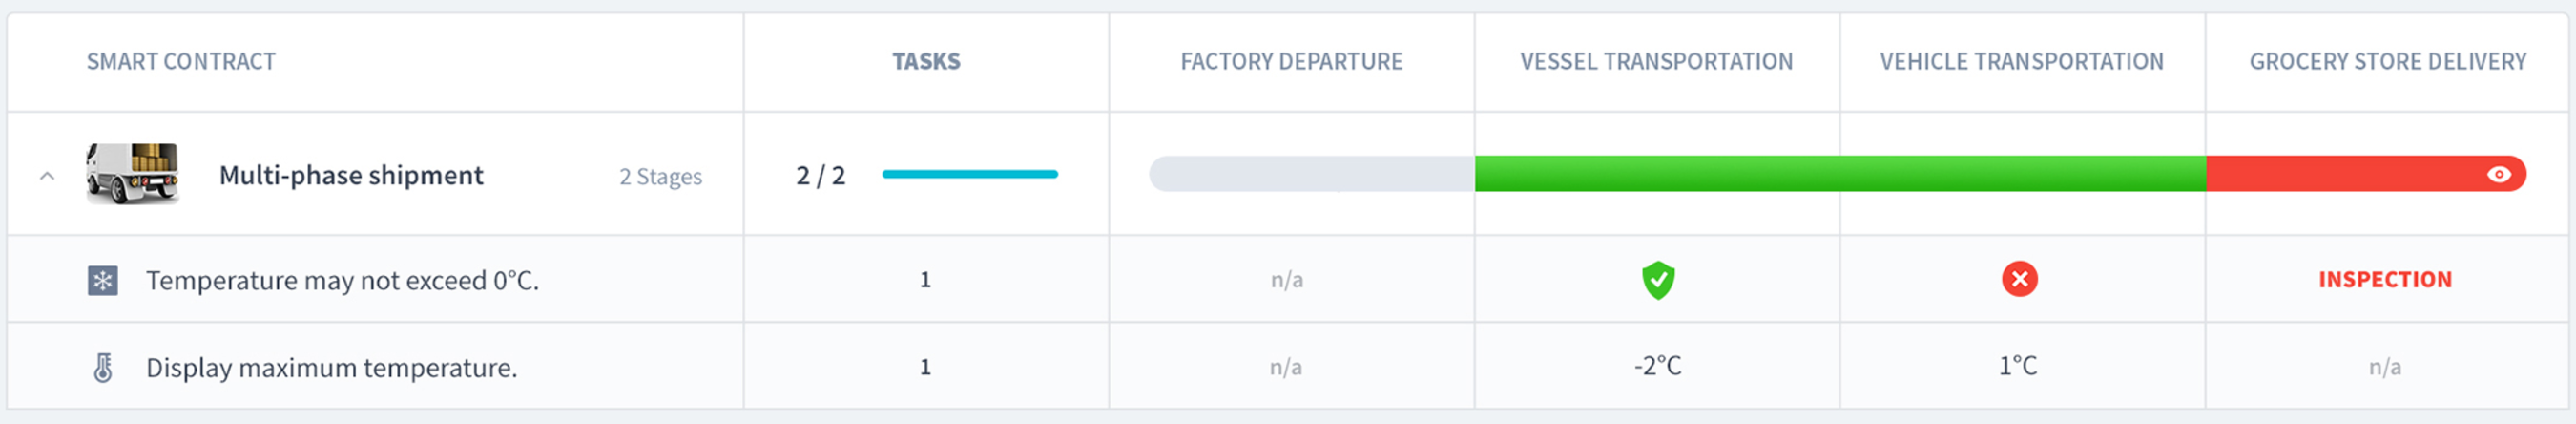 SMART CONTRACT TASKS FACTORY DEPARTURE VESSEL TRANSPORTATION VEHICLE TRANSPORTATION GROCERY STORE DELIVERY
Multi-phase shipment 2 Stages 2 / 2
Temperature may not exceed 0°C. 1 n/a INSPECTION
Display maximum temperature. 1 n/a -2°C 1°C n/a